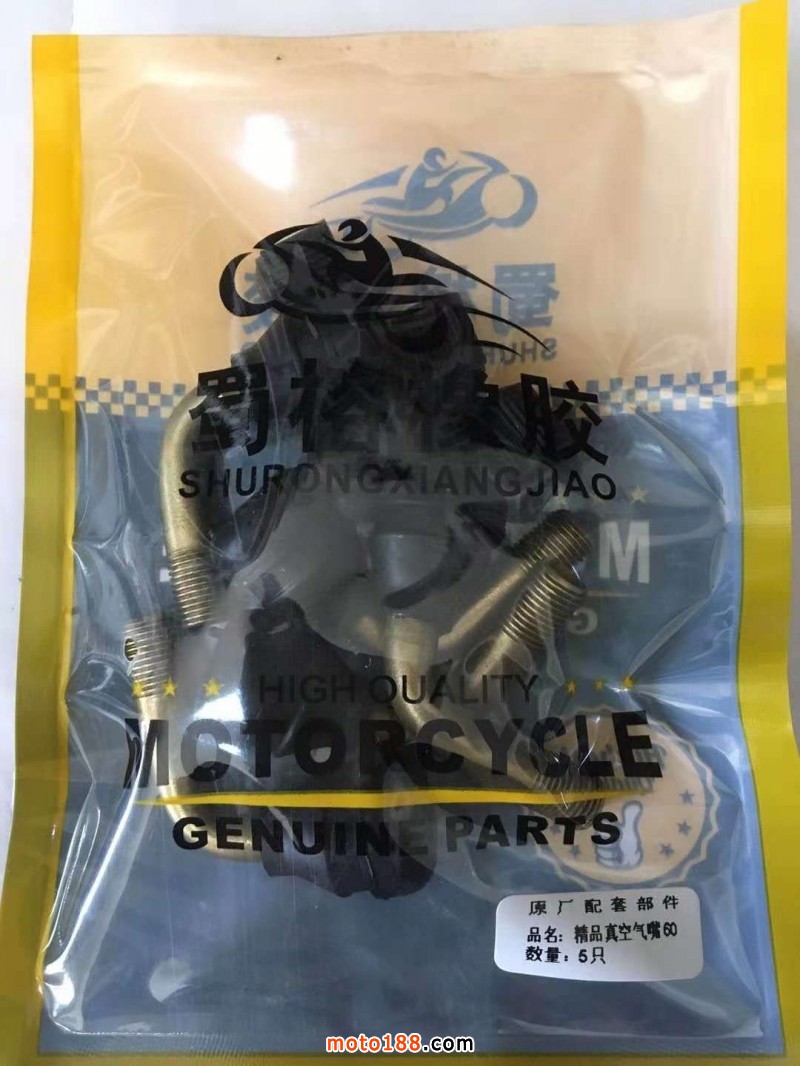 蜀榕橡胶
SHURONGXIANGJIAO
HIGH QUALITY
MOTORCYCLE
GENUINE PARTS
原厂配套部件
品名：精品真空气嘴60
数量：5只
moto188.com